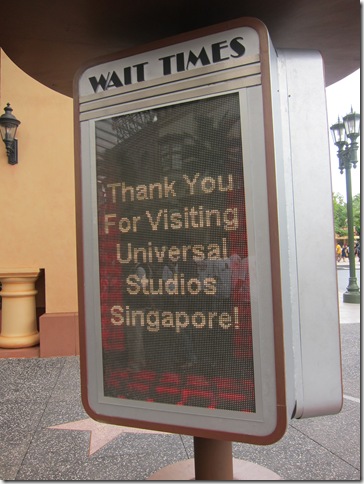 WAIT TIMES
Thank You
For Visiting
Universal
Studios
Singapore!